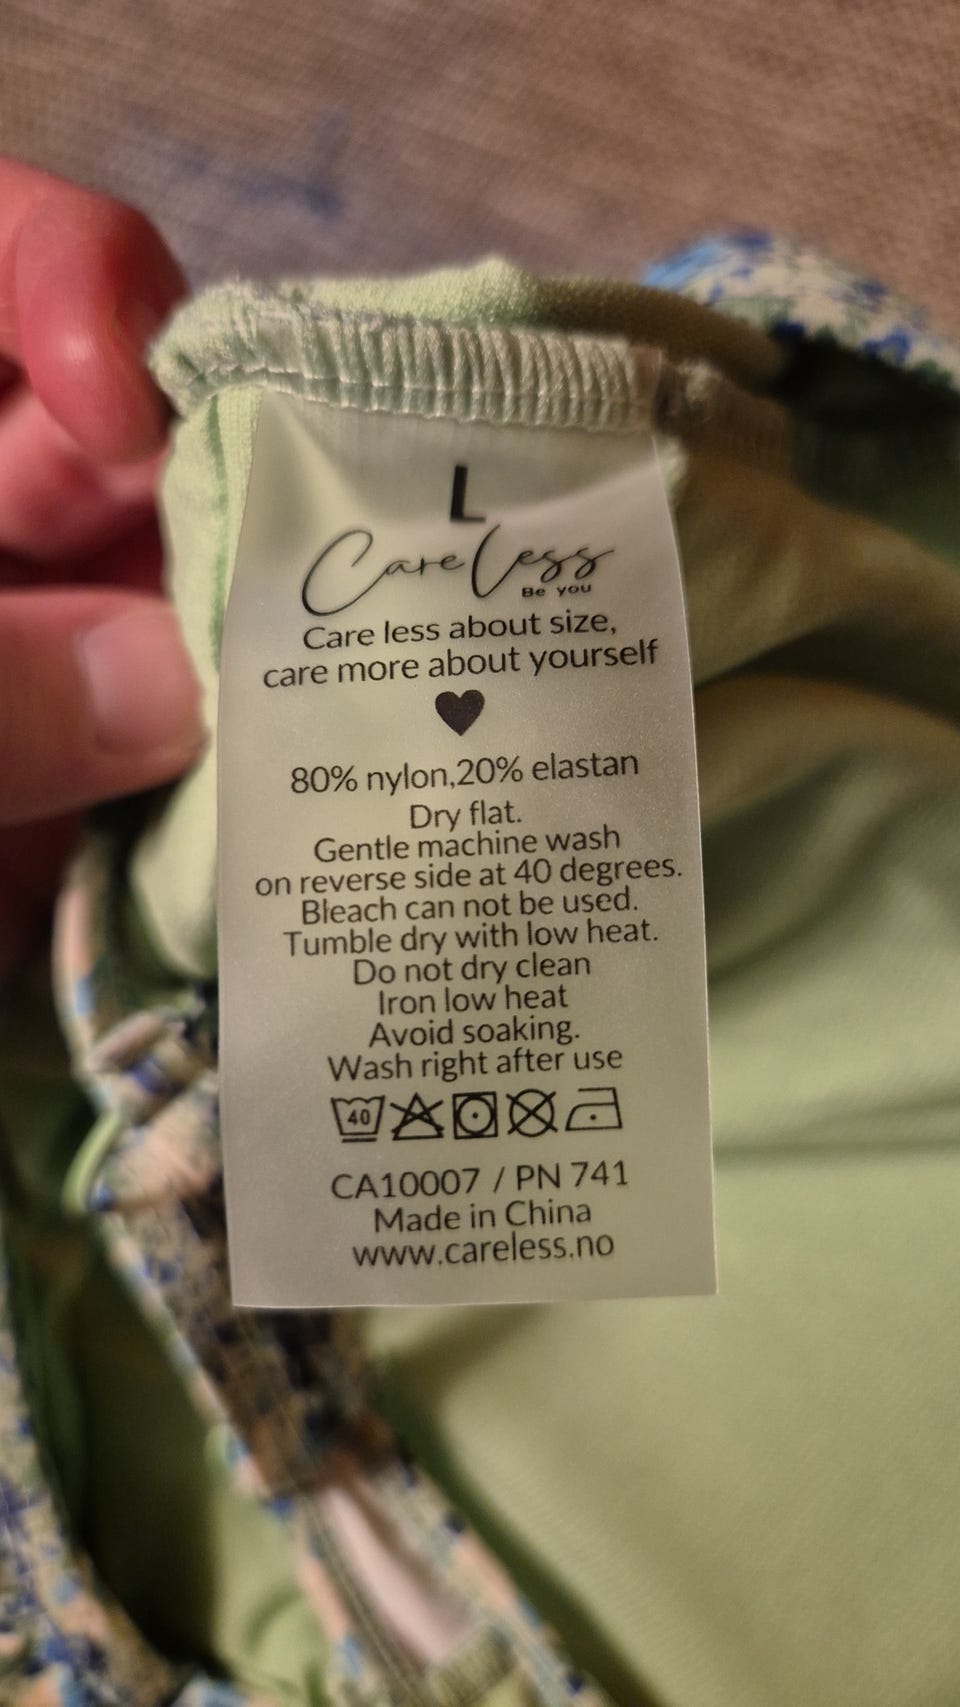 L
CareLess
Be you
Care less about size,
care more about yourself
80% nylon,20% elastan
Dry flat.
Gentle machine wash
on reverse side at 40 degrees.
Bleach can not be used.
Tumble dry with low heat.
Do not dry clean
Iron low heat
Avoid soaking.
Wash right after use
40
CA10007 / PN 741
Made in China
www.careless.no